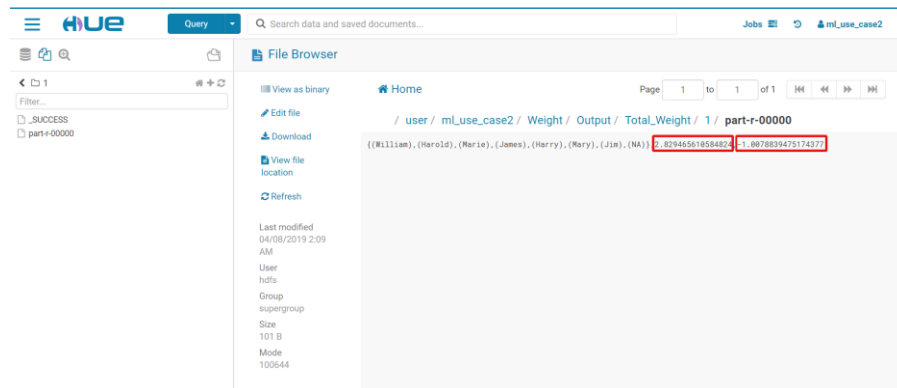 HUE
Query
Search data and saved documents...
Jobs
ml_use_case2
File Browser
1
Filter...
_SUCCESS
part-r-00000
View as binary
Edit file
Download
View file
location
Refresh
Last modified
04/08/2019 2:09
AM
User
hdfs
Group
supergroup
Size
101 B
Mode
100644
Home
Page 1 to 1 of 1
/ user / ml_use_case2 / Weight / Output / Total_Weight / 1 / part-r-00000
{(William),(Harold),(Marie),(James),(Harry),(Mary),(Jim),(NA)},2.829465610584824,-1.0078839475174377